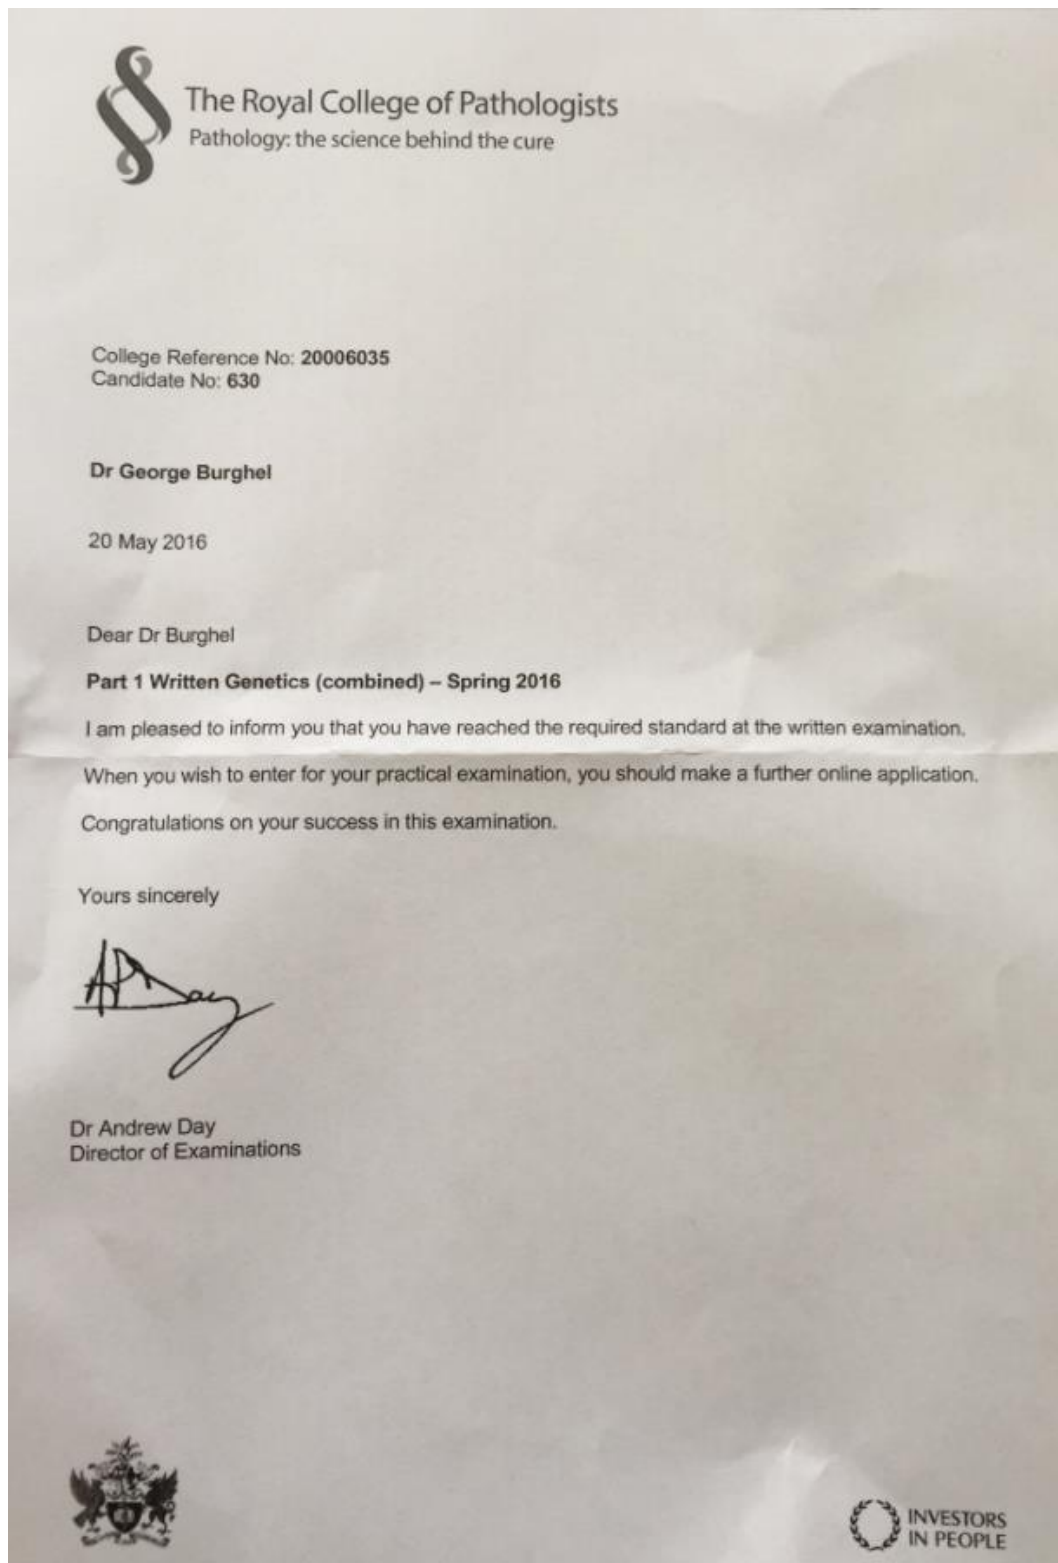 The Royal College of Pathologists
Pathology: the science behind the cure
College Reference No: 20006035
Candidate No: 630
Dr George Burghel
20 May 2016
Dear Dr Burghel
Part 1 Written Genetics (combined) – Spring 2016
I am pleased to inform you that you have reached the required standard at the written examination.
When you wish to enter for your practical examination, you should make a further online application.
Congratulations on your success in this examination.
Yours sincerely
AP Day
Dr Andrew Day
Director of Examinations
INVESTORS
IN PEOPLE